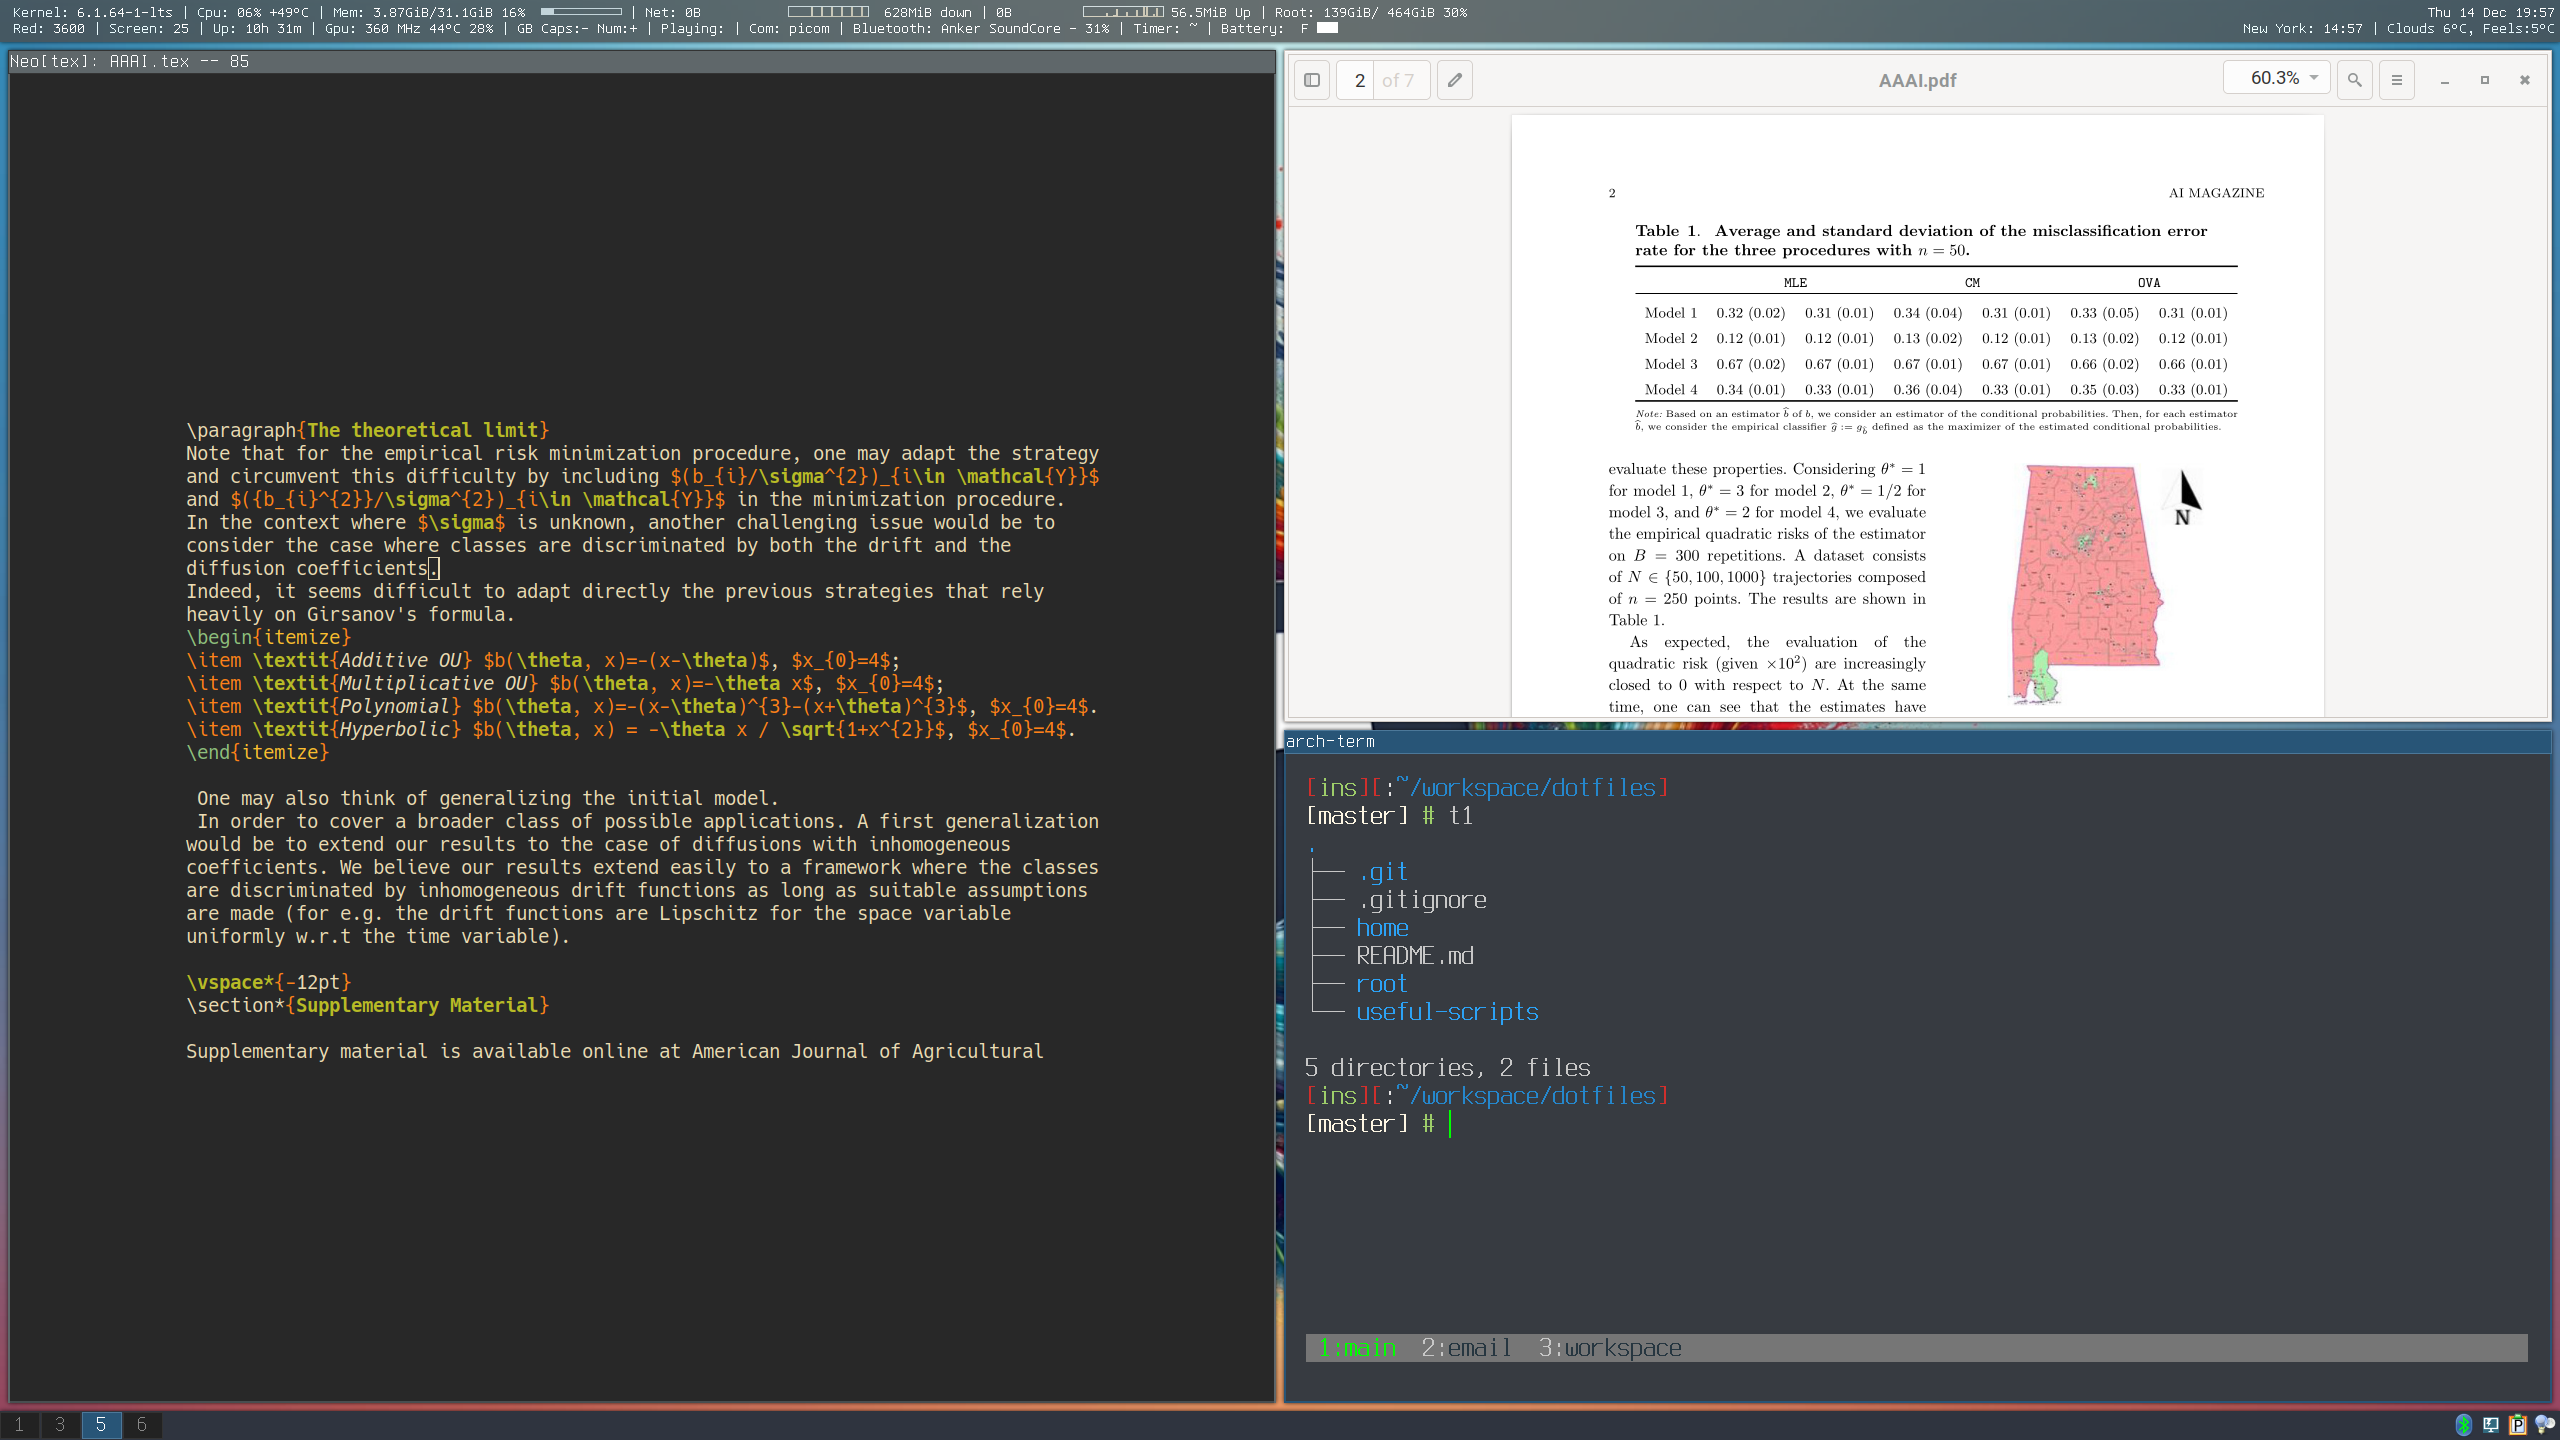 Kernel: 6.1.64-1-lts | Cpu: 06% +49°C | Mem: 3.87GiB/31.1GiB 16% | Net: 0B 628MiB down | 0B 56.5MiB Up | Root: 139GiB/ 464GiB 30%
Thu 14 Dec 19:57
Red: 3600 | Screen: 25 | Up: 10h 31m | Gpu: 360 MHz 44°C 28% | GB Caps:- Num:+ | Playing: | Com: picom | Bluetooth: Anker SoundCore - 31% | Timer: ~ | Battery: F
New York: 14:57 | Clouds 6°C, Feels:5°C
Neo[tex]: AAAI.tex -- 85
\paragraph{The theoretical limit}
Note that for the empirical risk minimization procedure, one may adapt the strategy
and circumvent this difficulty by including $(b_{i}/\sigma^{2})_{i\in \mathcal{Y}}$
and $({b_{i}^{2}}/\sigma^{2})_{i\in \mathcal{Y}}$ in the minimization procedure.
In the context where $\sigma$ is unknown, another challenging issue would be to
consider the case where classes are discriminated by both the drift and the
diffusion coefficients.
Indeed, it seems difficult to adapt directly the previous strategies that rely
heavily on Girsanov's formula.
\begin{itemize}
\item \textit{Additive OU} $b(\theta, x)=-(x-\theta)$, $x_{0}=4$;
\item \textit{Multiplicative OU} $b(\theta, x)=-\theta x$, $x_{0}=4$;
\item \textit{Polynomial} $b(\theta, x)=-(x-\theta)^{3}-(x+\theta)^{3}$, $x_{0}=4$.
\item \textit{Hyperbolic} $b(\theta, x) = -\theta x / \sqrt{1+x^{2}}$, $x_{0}=4$.
\end{itemize}
One may also think of generalizing the initial model.
In order to cover a broader class of possible applications. A first generalization
would be to extend our results to the case of diffusions with inhomogeneous
coefficients. We believe our results extend easily to a framework where the classes
are discriminated by inhomogeneous drift functions as long as suitable assumptions
are made (for e.g. the drift functions are Lipschitz for the space variable
uniformly w.r.t the time variable).
\vspace*{-12pt}
\section*{Supplementary Material}
Supplementary material is available online at American Journal of Agricultural
2 of 7
AAAI.pdf
60.3%
2 AI MAGAZINE
Table 1. Average and standard deviation of the misclassification error
rate for the three procedures with n = 50.
MLE CM OVA
Model 1 0.32 (0.02) 0.31 (0.01) 0.34 (0.04) 0.31 (0.01) 0.33 (0.05) 0.31 (0.01)
Model 2 0.12 (0.01) 0.12 (0.01) 0.13 (0.02) 0.12 (0.01) 0.13 (0.02) 0.12 (0.01)
Model 3 0.67 (0.02) 0.67 (0.01) 0.67 (0.01) 0.67 (0.01) 0.66 (0.02) 0.66 (0.01)
Model 4 0.34 (0.01) 0.33 (0.01) 0.36 (0.04) 0.33 (0.01) 0.35 (0.03) 0.33 (0.01)
Note: Based on an estimator b̂ of b, we consider an estimator of the conditional probabilities. Then, for each estimator
b̂, we consider the empirical classifier ĝ := g_b̂ defined as the maximizer of the estimated conditional probabilities.
evaluate these properties. Considering θ* = 1
for model 1, θ* = 3 for model 2, θ* = 1/2 for
model 3, and θ* = 2 for model 4, we evaluate
the empirical quadratic risks of the estimator
on B = 300 repetitions. A dataset consists
of N ∈ {50, 100, 1000} trajectories composed
of n = 250 points. The results are shown in
Table 1.
As expected, the evaluation of the
quadratic risk (given ×10²) are increasingly
closed to 0 with respect to N. At the same
time, one can see that the estimates have
N
arch-term
[ins][:~/workspace/dotfiles]
[master] # t1
.
├── .git
├── .gitignore
├── home
├── README.md
├── root
└── useful-scripts
5 directories, 2 files
[ins][:~/workspace/dotfiles]
[master] #
1:main 2:email 3:workspace
1 3 5 6